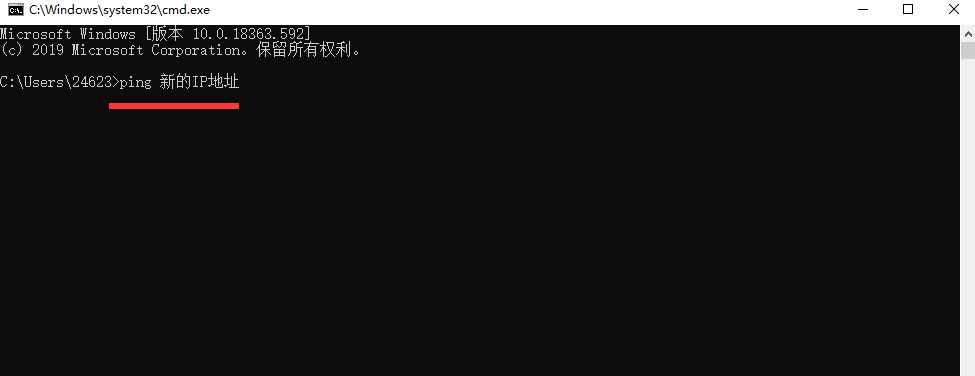 C:\Windows\system32\cmd.exe
Microsoft Windows [版本 10.0.18363.592]
(c) 2019 Microsoft Corporation。保留所有权利。
C:\Users\24623>ping 新的IP地址